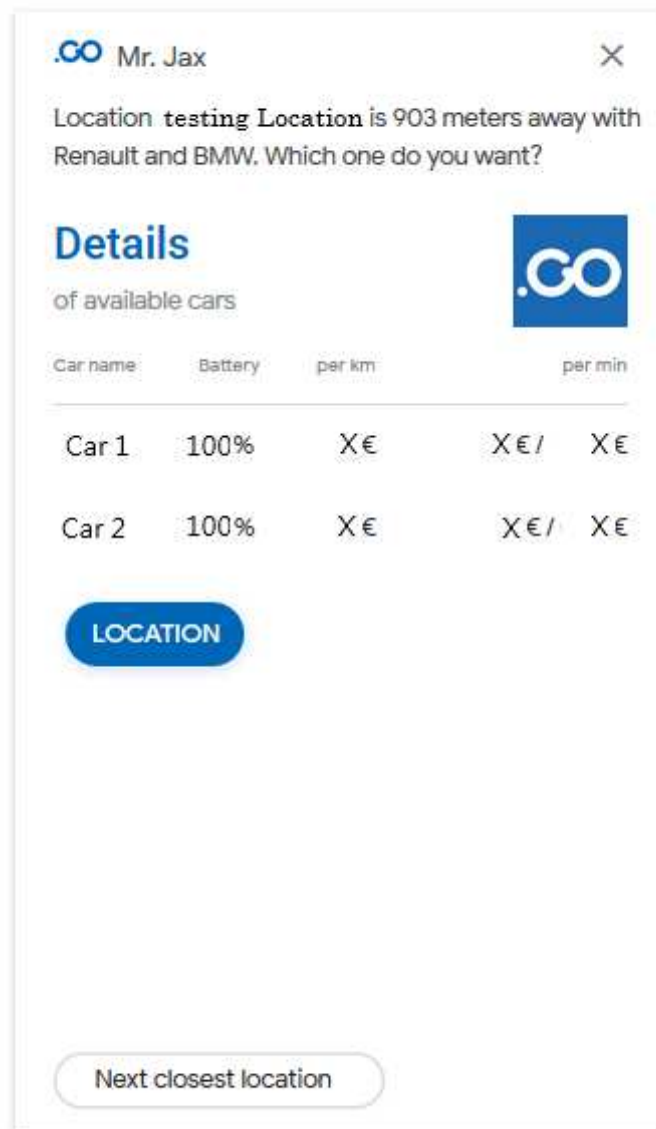 .GO Mr. Jax
Location testing Location is 903 meters away with
Renault and BMW. Which one do you want?
Details
.GO
of available cars
Car name Battery per km per min
Car 1 100% X€ X€/ X€
Car 2 100% X€ X€/ X€
LOCATION
Next closest location